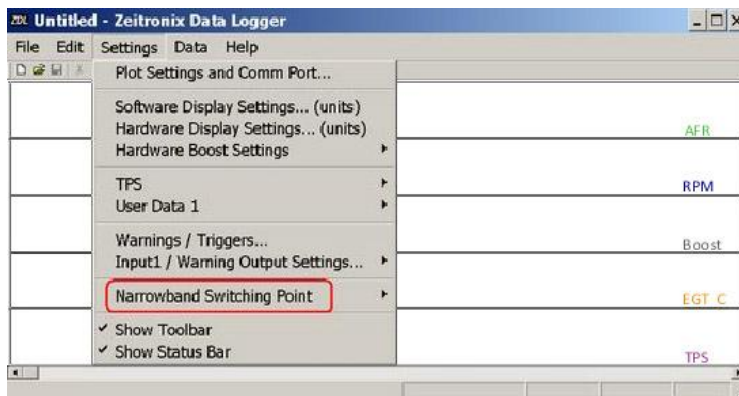 ZDL Untitled - Zeitronix Data Logger
File Edit Settings Data Help
Plot Settings and Comm Port...
Software Display Settings... (units)
Hardware Display Settings... (units)
Hardware Boost Settings
TPS
User Data 1
Warnings / Triggers...
Input1 / Warning Output Settings...
Narrowband Switching Point
Show Toolbar
Show Status Bar
AFR
RPM
Boost
EGT C
TPS